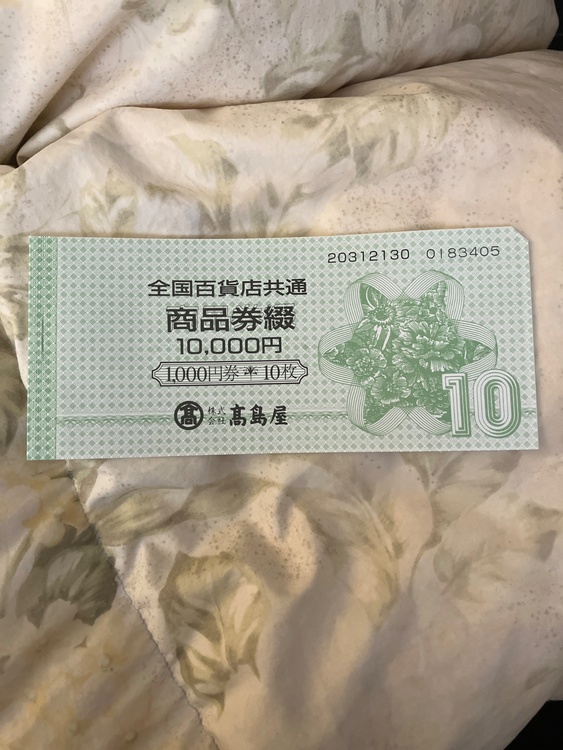 20312130 0183405
全国百貨店共通
商品券綴
10,000円
1,000円券＊10枚
髙 株式会社 髙島屋
10